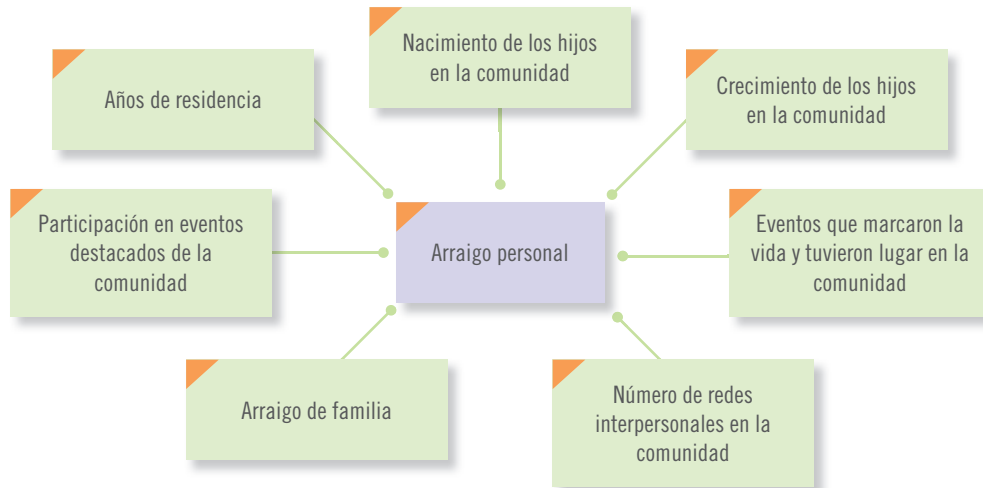 Nacimiento de los hijos
en la comunidad
Años de residencia
Crecimiento de los hijos
en la comunidad
Participación en eventos
destacados de la
comunidad
Arraigo personal
Eventos que marcaron la
vida y tuvieron lugar en la
comunidad
Arraigo de familia
Número de redes
interpersonales en la
comunidad